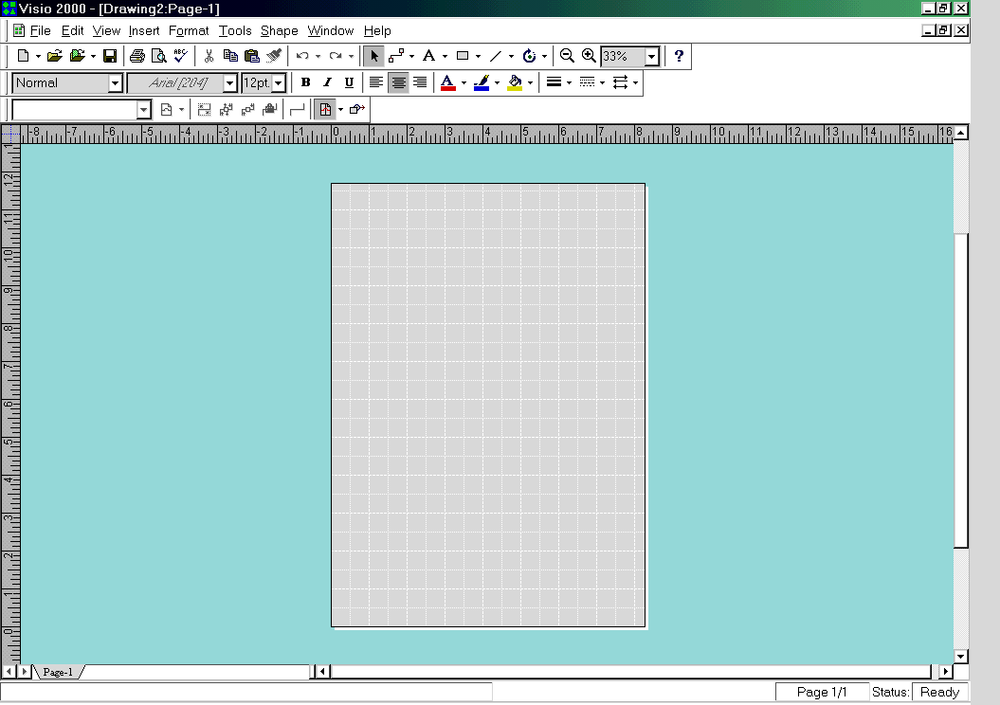 Visio 2000 - [Drawing2:Page-1]
File Edit View Insert Format Tools Shape Window Help
ABC 33% ?
Normal Arial [204] 12pt. B I U A
-8 -7 -6 -5 -4 -3 -2 -1 0 1 2 3 4 5 6 7 8 9 10 11 12 13 14 15 16
12
11
10
9
8
7
6
5
4
3
2
1
0
Page-1
Page 1/1 Status: Ready